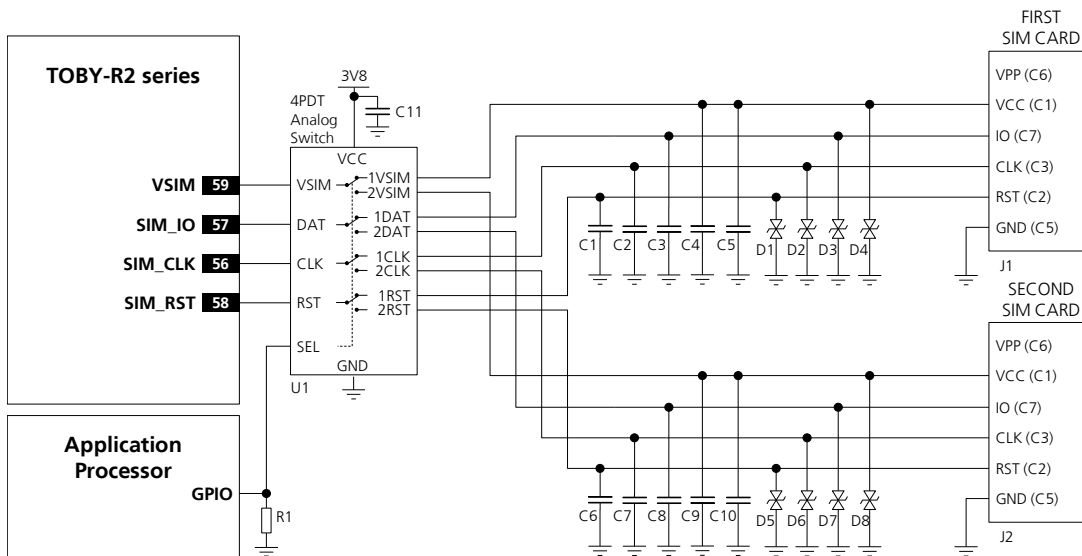 TOBY-R2 series
VSIM 59
SIM_IO 57
SIM_CLK 56
SIM_RST 58
Application
Processor
GPIO
R1
4PDT
Analog
Switch
3V8
C11
VCC
VSIM
1VSIM
2VSIM
DAT
1DAT
2DAT
CLK
1CLK
2CLK
RST
1RST
2RST
SEL
GND
U1
C1
C2
C3
C4
C5
D1
D2
D3
D4
FIRST
SIM CARD
VPP (C6)
VCC (C1)
IO (C7)
CLK (C3)
RST (C2)
GND (C5)
J1
C6
C7
C8
C9
C10
D5
D6
D7
D8
SECOND
SIM CARD
VPP (C6)
VCC (C1)
IO (C7)
CLK (C3)
RST (C2)
GND (C5)
J2